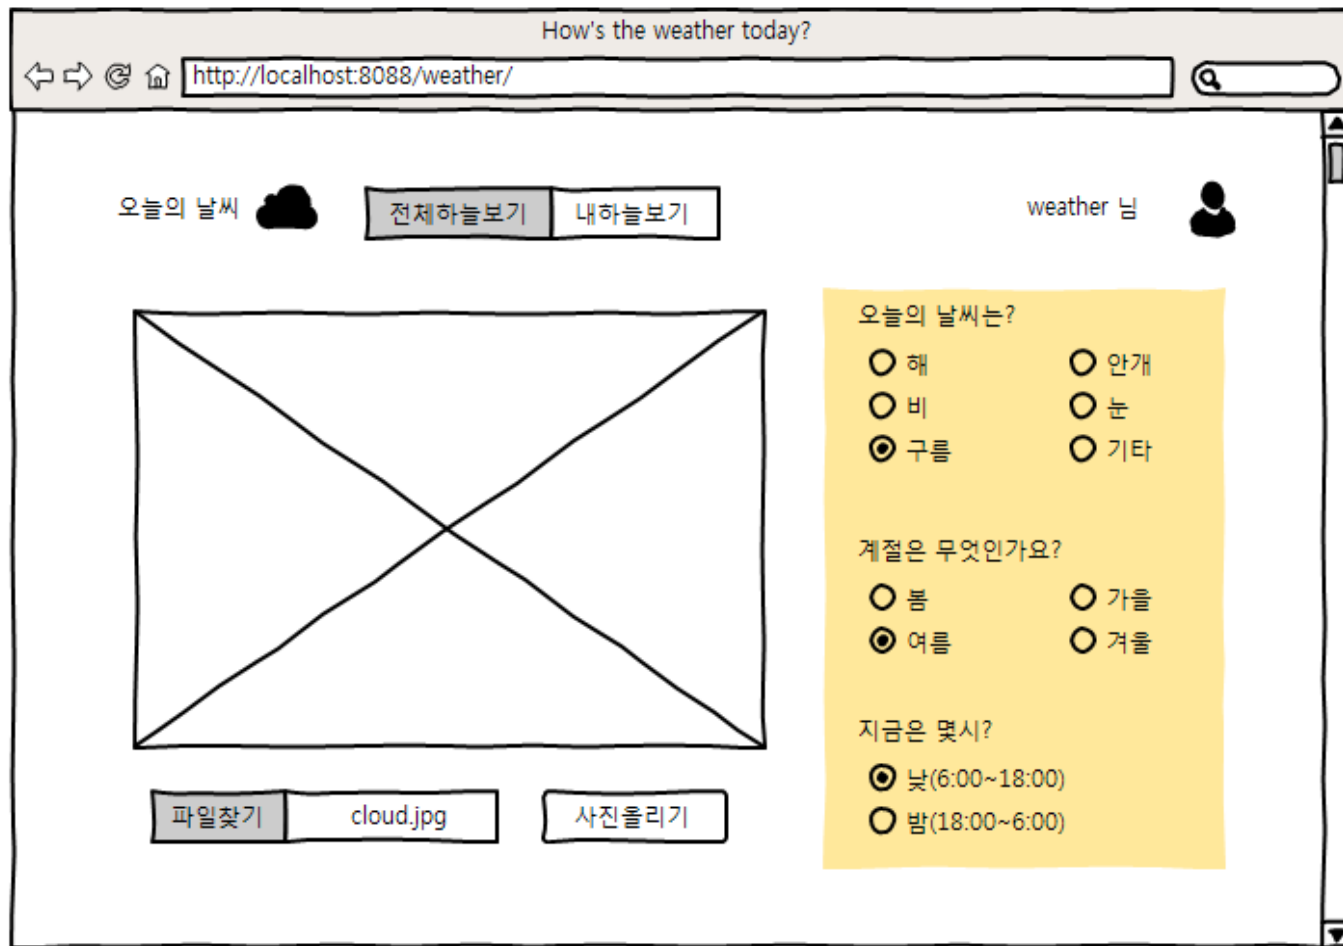 How's the weather today?
http://localhost:8088/weather/
오늘의 날씨 전체하늘보기 내하늘보기 weather 님
오늘의 날씨는?
해 안개
비 눈
구름 기타
계절은 무엇인가요?
봄 가을
여름 겨울
지금은 몇시?
낮(6:00~18:00)
밤(18:00~6:00)
파일찾기 cloud.jpg 사진올리기